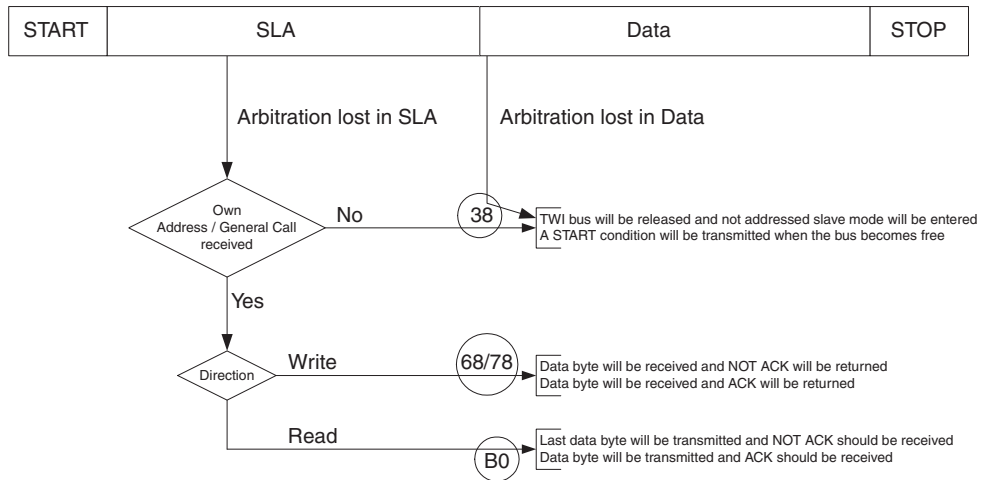 START SLA Data STOP
Arbitration lost in SLA Arbitration lost in Data
Own
Address / General Call
received
No
38
TWI bus will be released and not addressed slave mode will be entered
A START condition will be transmitted when the bus becomes free
Yes
Direction
Write
68/78
Data byte will be received and NOT ACK will be returned
Data byte will be received and ACK will be returned
Read
B0
Last data byte will be transmitted and NOT ACK should be received
Data byte will be transmitted and ACK should be received